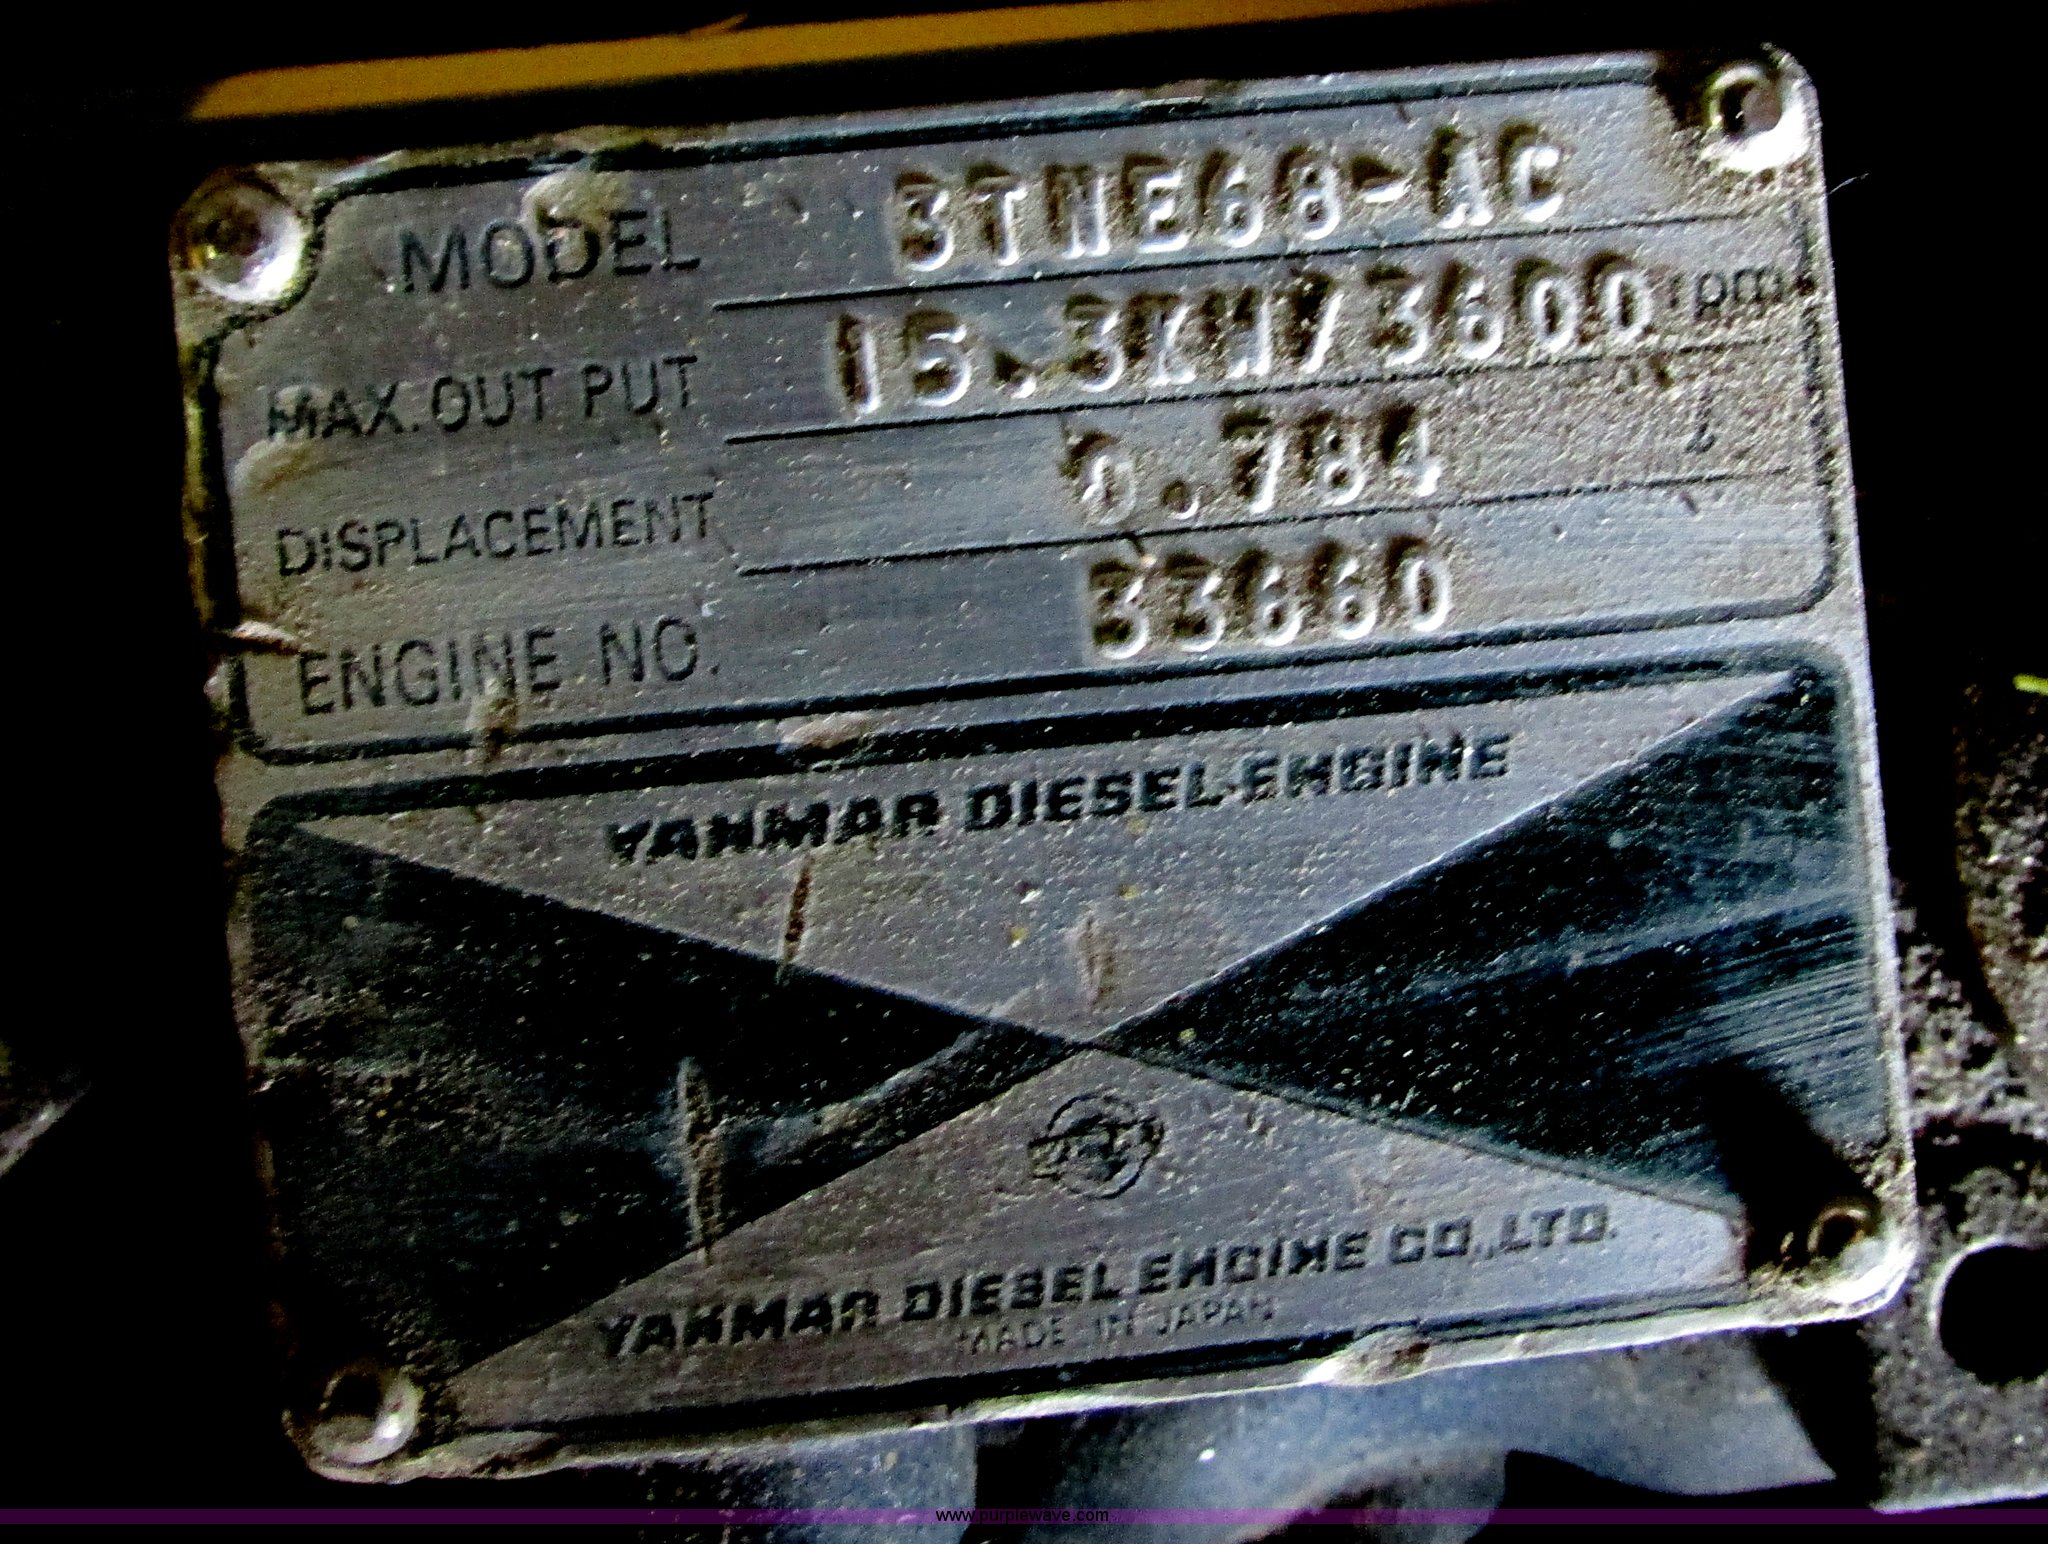 MODEL 3TNE68-AC
MAX. OUT PUT 15.3KW/3600 rpm
DISPLACEMENT 0.784 ℓ
ENGINE NO. 33660
YANMAR DIESEL ENGINE
YANMAR DIESEL ENGINE CO., LTD.
MADE IN JAPAN
www.purplewave.com